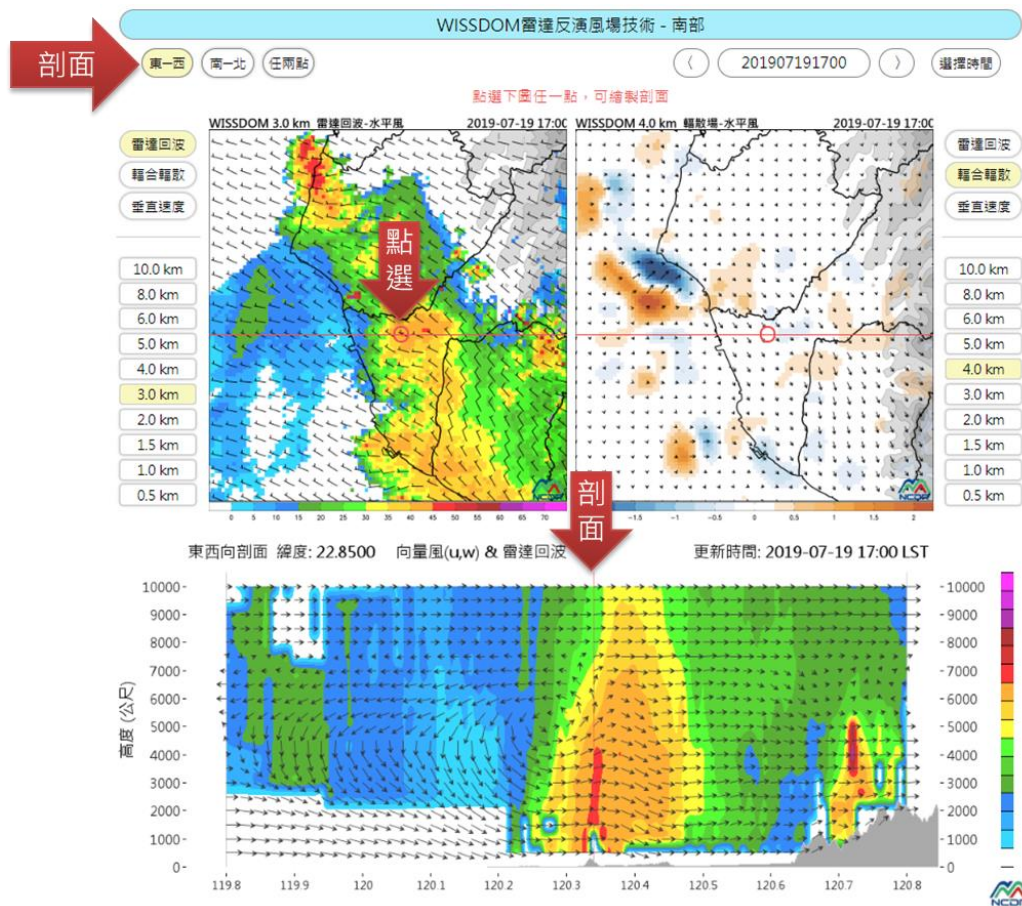 WISSDOM雷達反演風場技術 - 南部
剖面
東一西
南一北
任兩點
〈
201907191700
〉
選擇時間
點選下圖任一點，可繪製剖面
WISSDOM 3.0 km 雷達回波-水平風
2019-07-19 17:00
WISSDOM 4.0 km 輻散場-水平風
2019-07-19 17:00
雷達回波
輻合輻散
垂直速度
10.0 km
8.0 km
6.0 km
5.0 km
4.0 km
3.0 km
2.0 km
1.5 km
1.0 km
0.5 km
點
選
NCDR
0 5 10 15 20 25 30 35 40 45 50 55 60 65 70
剖
面
NCDR
-1.5 -1 -0.5 0 0.5 1 1.5 2
雷達回波
輻合輻散
垂直速度
10.0 km
8.0 km
6.0 km
5.0 km
4.0 km
3.0 km
2.0 km
1.5 km
1.0 km
0.5 km
東西向剖面 緯度: 22.8500 向量風(u,w) & 雷達回波
更新時間: 2019-07-19 17:00 LST
高度 (公尺)
10000
9000
8000
7000
6000
5000
4000
3000
2000
1000
0
10000
9000
8000
7000
6000
5000
4000
3000
2000
1000
0
119.8 119.9 120 120.1 120.2 120.3 120.4 120.5 120.6 120.7 120.8